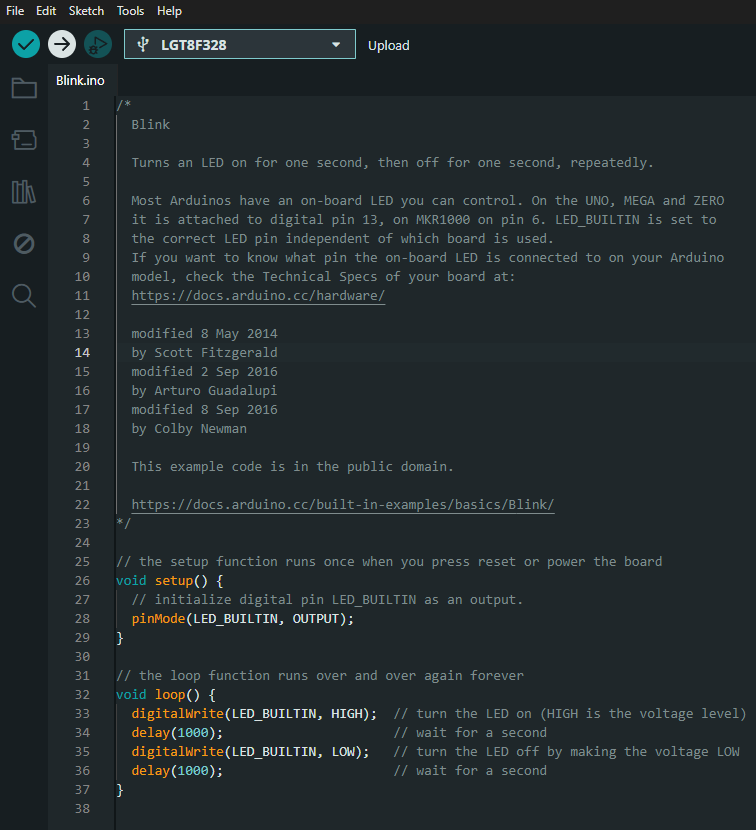 File Edit Sketch Tools Help
LGT8F328 Upload
Blink.ino
1 /*
2 Blink
3
4 Turns an LED on for one second, then off for one second, repeatedly.
5
6 Most Arduinos have an on-board LED you can control. On the UNO, MEGA and ZERO
7 it is attached to digital pin 13, on MKR1000 on pin 6. LED_BUILTIN is set to
8 the correct LED pin independent of which board is used.
9 If you want to know what pin the on-board LED is connected to on your Arduino
10 model, check the Technical Specs of your board at:
11 https://docs.arduino.cc/hardware/
12
13 modified 8 May 2014
14 by Scott Fitzgerald
15 modified 2 Sep 2016
16 by Arturo Guadalupi
17 modified 8 Sep 2016
18 by Colby Newman
19
20 This example code is in the public domain.
21
22 https://docs.arduino.cc/built-in-examples/basics/Blink/
23 */
24
25 // the setup function runs once when you press reset or power the board
26 void setup() {
27 // initialize digital pin LED_BUILTIN as an output.
28 pinMode(LED_BUILTIN, OUTPUT);
29 }
30
31 // the loop function runs over and over again forever
32 void loop() {
33 digitalWrite(LED_BUILTIN, HIGH); // turn the LED on (HIGH is the voltage level)
34 delay(1000); // wait for a second
35 digitalWrite(LED_BUILTIN, LOW); // turn the LED off by making the voltage LOW
36 delay(1000); // wait for a second
37 }
38